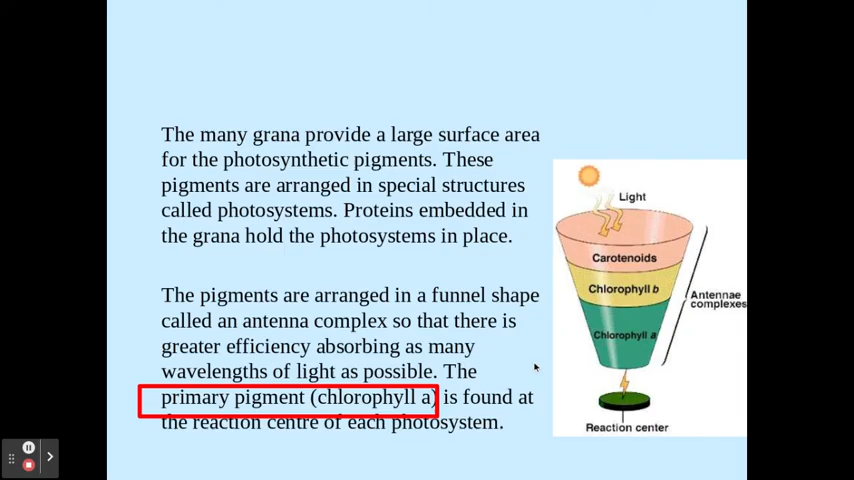 The many grana provide a large surface area
for the photosynthetic pigments. These
pigments are arranged in special structures
called photosystems. Proteins embedded in
the grana hold the photosystems in place.
The pigments are arranged in a funnel shape
called an antenna complex so that there is
greater efficiency absorbing as many
wavelengths of light as possible. The
primary pigment (chlorophyll a) is found at
the reaction centre of each photosystem.
Light
Carotenoids
Chlorophyll b
Chlorophyll a
Antennae
complexes
Reaction center